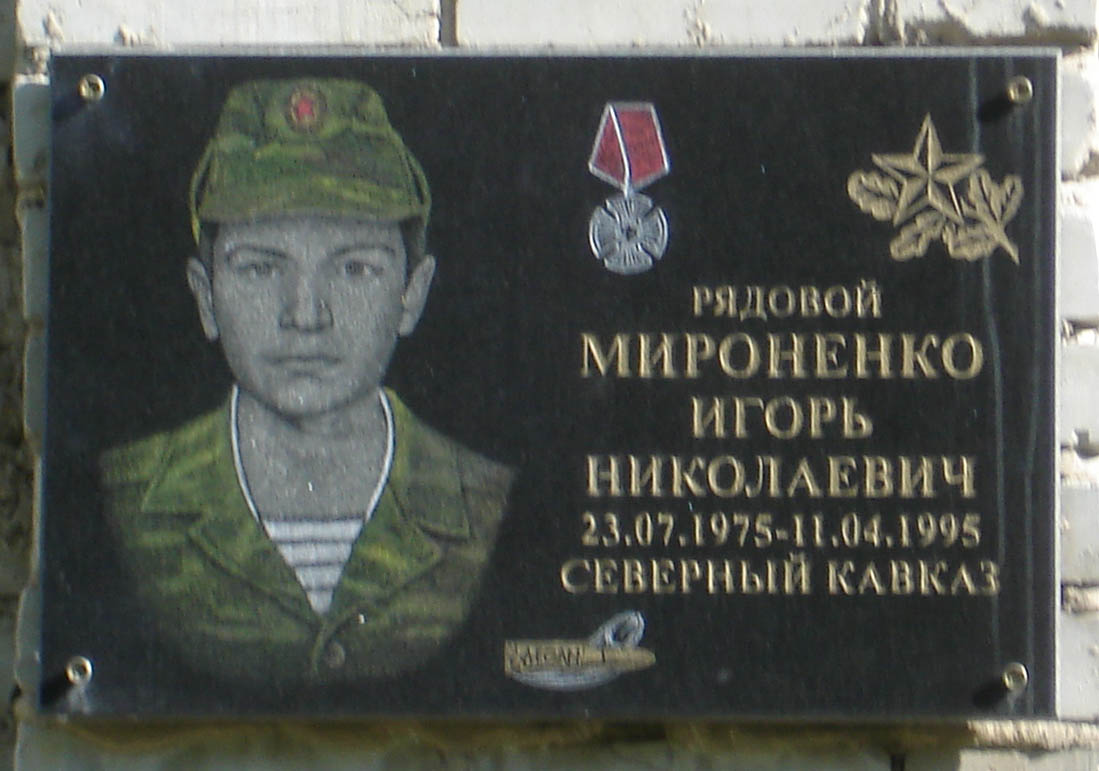 РЯДОВОЙ
МИРОНЕНКО
ИГОРЬ
НИКОЛАЕВИЧ
23.07.1975-11.04.1995
СЕВЕРНЫЙ КАВКАЗ